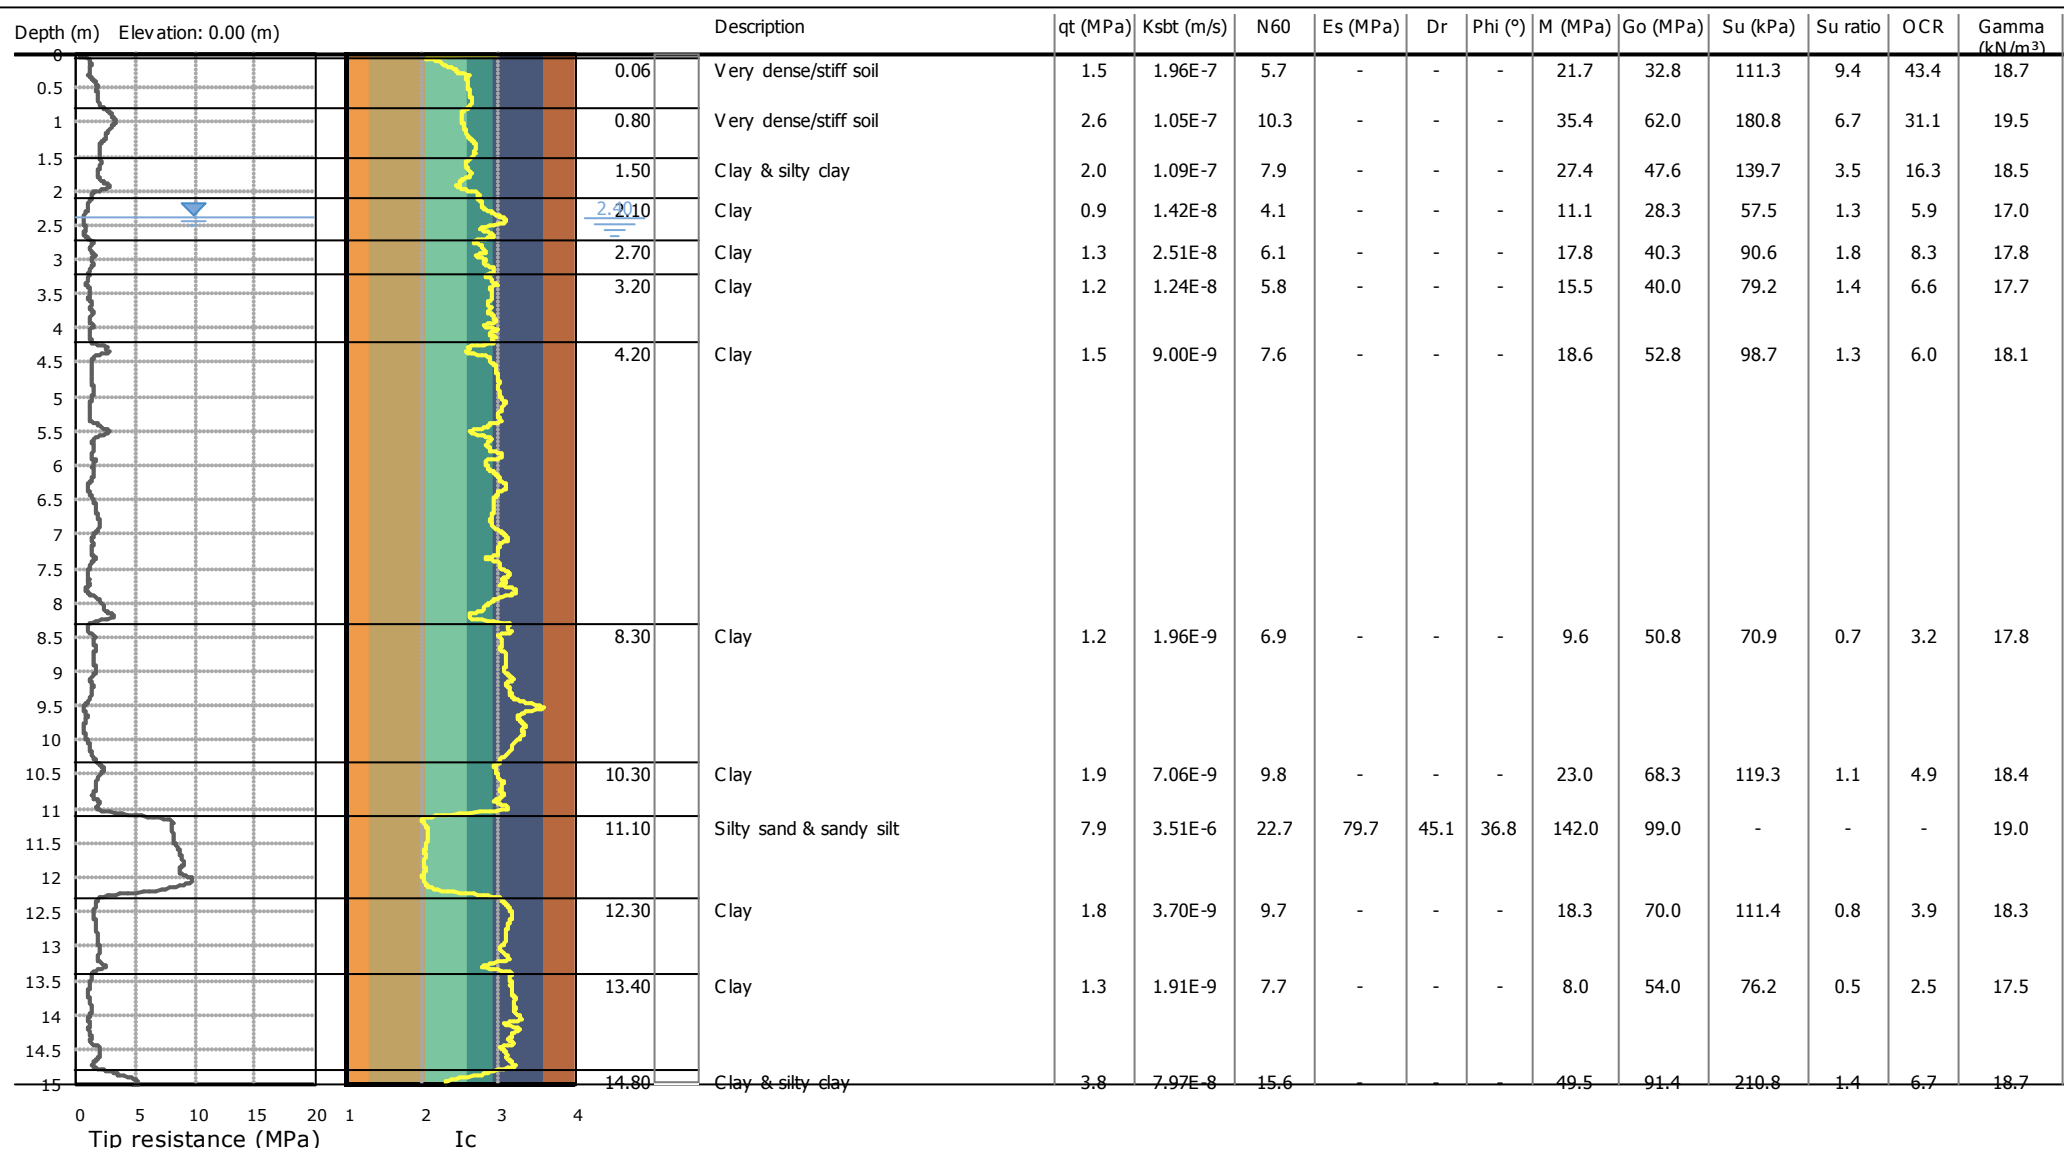 Depth (m) Elevation: 0.00 (m) Description qt (MPa) Ksbt (m/s) N60 Es (MPa) Dr Phi (°) M (MPa) Go (MPa) Su (kPa) Su ratio OCR Gamma (kN/m³)
0
0.06 Very dense/stiff soil 1.5 1.96E-7 5.7 - - - 21.7 32.8 111.3 9.4 43.4 18.7
0.5
1 0.80 Very dense/stiff soil 2.6 1.05E-7 10.3 - - - 35.4 62.0 180.8 6.7 31.1 19.5
1.5
1.50 Clay & silty clay 2.0 1.09E-7 7.9 - - - 27.4 47.6 139.7 3.5 16.3 18.5
2
2.40
2.10 Clay 0.9 1.42E-8 4.1 - - - 11.1 28.3 57.5 1.3 5.9 17.0
2.5
2.70 Clay 1.3 2.51E-8 6.1 - - - 17.8 40.3 90.6 1.8 8.3 17.8
3
3.20 Clay 1.2 1.24E-8 5.8 - - - 15.5 40.0 79.2 1.4 6.6 17.7
3.5
4
4.20 Clay 1.5 9.00E-9 7.6 - - - 18.6 52.8 98.7 1.3 6.0 18.1
4.5
5
5.5
6
6.5
7
7.5
8
8.5 8.30 Clay 1.2 1.96E-9 6.9 - - - 9.6 50.8 70.9 0.7 3.2 17.8
9
9.5
10
10.5 10.30 Clay 1.9 7.06E-9 9.8 - - - 23.0 68.3 119.3 1.1 4.9 18.4
11
11.10 Silty sand & sandy silt 7.9 3.51E-6 22.7 79.7 45.1 36.8 142.0 99.0 - - - 19.0
11.5
12
12.5 12.30 Clay 1.8 3.70E-9 9.7 - - - 18.3 70.0 111.4 0.8 3.9 18.3
13
13.5 13.40 Clay 1.3 1.91E-9 7.7 - - - 8.0 54.0 76.2 0.5 2.5 17.5
14
14.5
15 14.80 Clay & silty clay 3.8 7.97E-8 15.6 - - - 49.5 91.4 210.8 1.4 6.7 18.7
0 5 10 15 20 1 2 3 4
Tip resistance (MPa) Ic